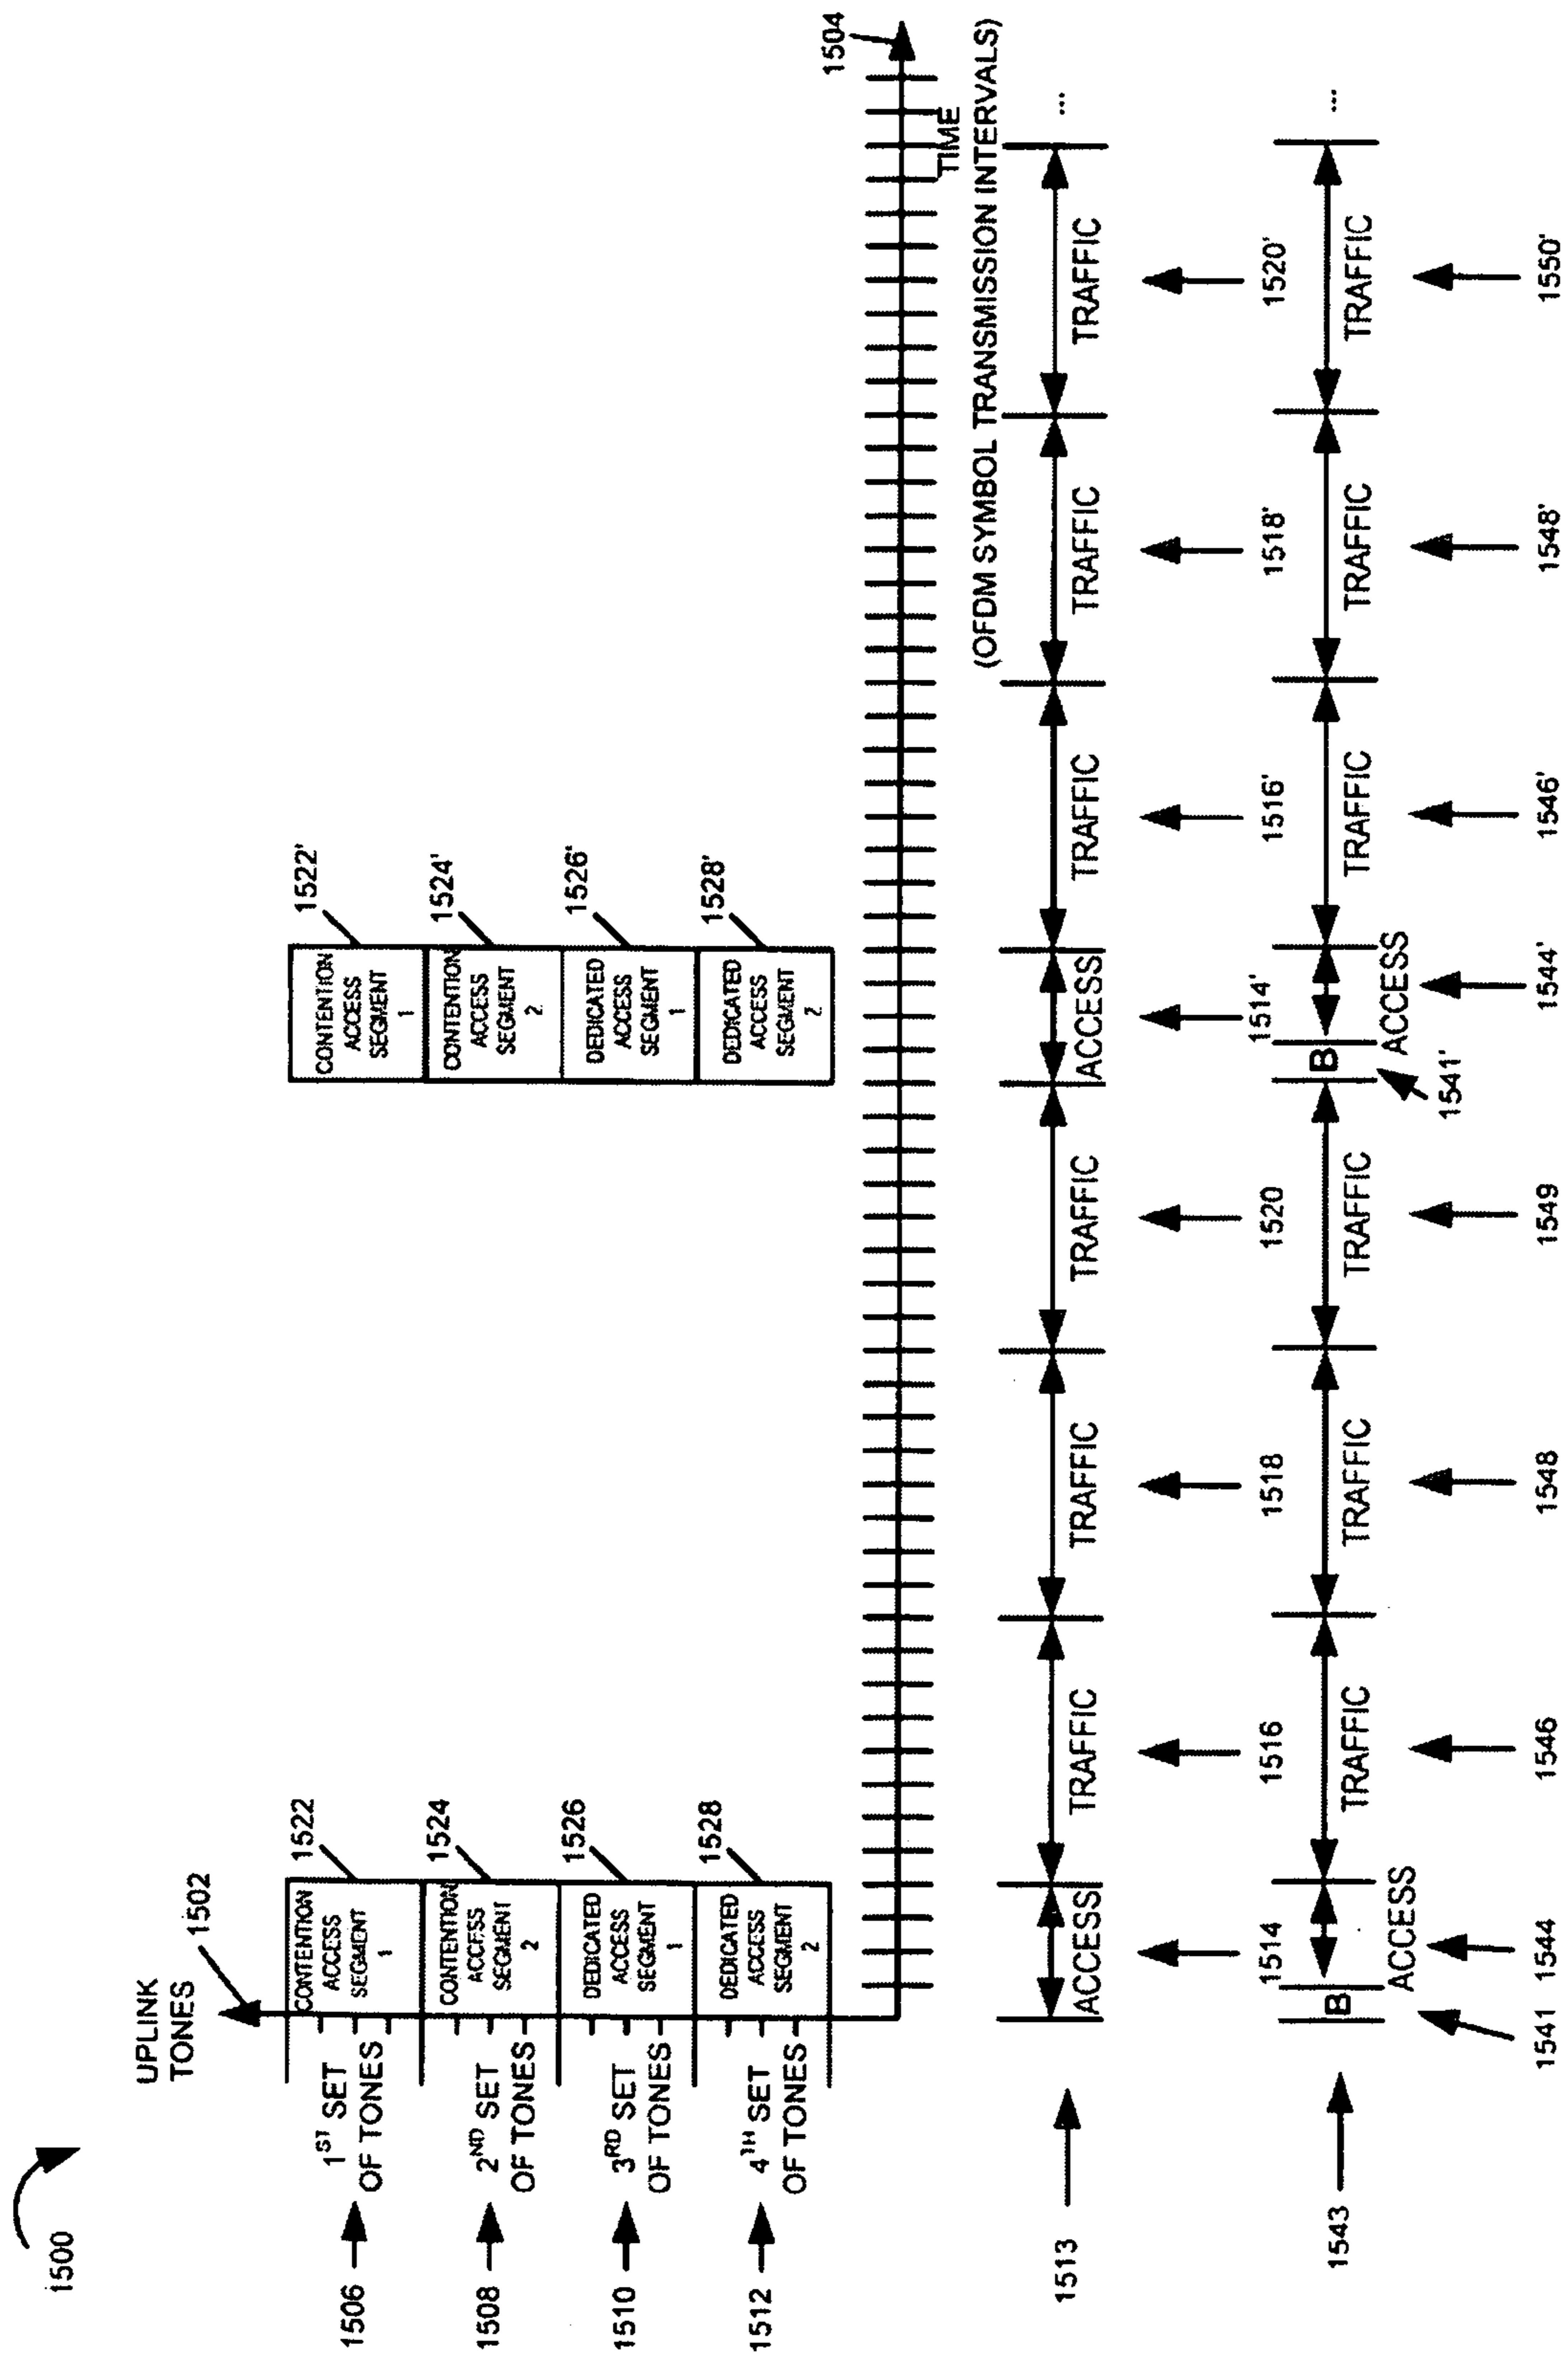 1500
UPLINK
TONES
1502
1506
1ST SET
OF TONES
1508
2ND SET
OF TONES
1510
3RD SET
OF TONES
1512
4TH SET
OF TONES
CONTENTION
ACCESS
SEGMENT
1
1522
CONTENTION
ACCESS
SEGMENT
2
1524
DEDICATED
ACCESS
SEGMENT
1
1526
DEDICATED
ACCESS
SEGMENT
2
1528
CONTENTION
ACCESS
SEGMENT
1
1522'
CONTENTION
ACCESS
SEGMENT
2
1524'
DEDICATED
ACCESS
SEGMENT
1
1526'
DEDICATED
ACCESS
SEGMENT
2
1528'
1504
TIME
(OFDM SYMBOL TRANSMISSION INTERVALS)
1513
ACCESS
TRAFFIC
TRAFFIC
TRAFFIC
ACCESS
TRAFFIC
TRAFFIC
TRAFFIC
...
1514
1516
1518
1520
1514'
1516'
1518'
1520'
1543
B
ACCESS
TRAFFIC
TRAFFIC
TRAFFIC
B
ACCESS
TRAFFIC
TRAFFIC
TRAFFIC
...
1541
1544
1546
1548
1549
1541'
1544'
1546'
1548'
1550'